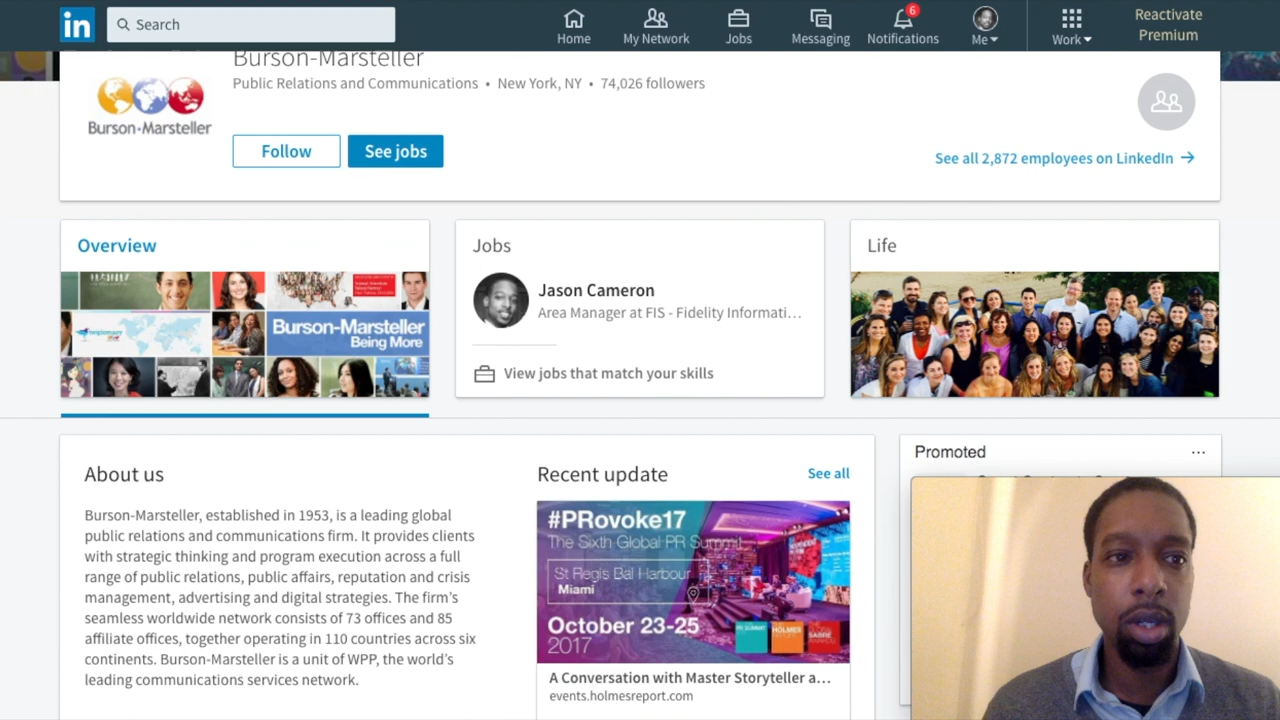 in
Search
Home
My Network
Jobs
Messaging
6
Notifications
Me
Work
Reactivate
Premium
Burson-Marsteller
Public Relations and Communications • New York, NY • 74,026 followers
Burson•Marsteller
Follow
See jobs
See all 2,872 employees on LinkedIn →
Overview
Burson-Marsteller
Being More
Jobs
Jason Cameron
Area Manager at FIS - Fidelity Informati...
View jobs that match your skills
Life
About us
Burson-Marsteller, established in 1953, is a leading global
public relations and communications firm. It provides clients
with strategic thinking and program execution across a full
range of public relations, public affairs, reputation and crisis
management, advertising and digital strategies. The firm's
seamless worldwide network consists of 73 offices and 85
affiliate offices, together operating in 110 countries across six
continents. Burson-Marsteller is a unit of WPP, the world's
leading communications services network.
Recent update
See all
#PRovoke17
The Sixth Global PR Summit
St Regis Bal Harbour
Miami
October 23-25
2017
A Conversation with Master Storyteller a...
events.holmesreport.com
Promoted
...